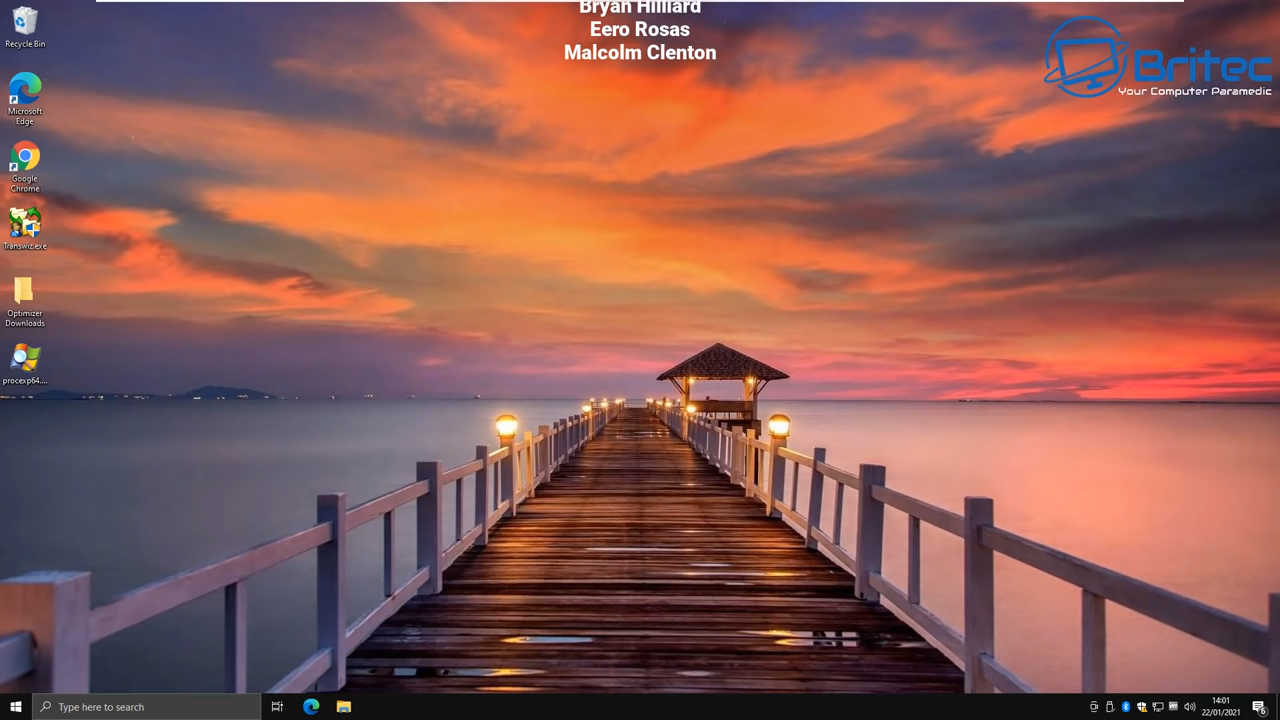 Bryan Hilliard
Eero Rosas
Malcolm Clenton
Britec
Your Computer Paramedic
Recycle Bin
Microsoft
Edge
Google
Chrome
Transwiz.exe
Optimizer
Downloads
procexp64....
Type here to search
14:01
22/01/2021
6